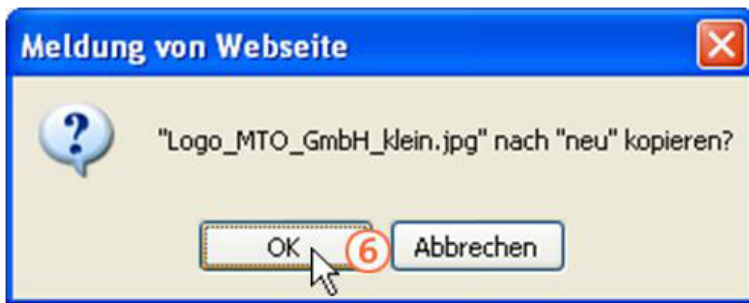 Meldung von Webseite
"Logo_MTO_GmbH_klein.jpg" nach "neu" kopieren?
OK 6 Abbrechen